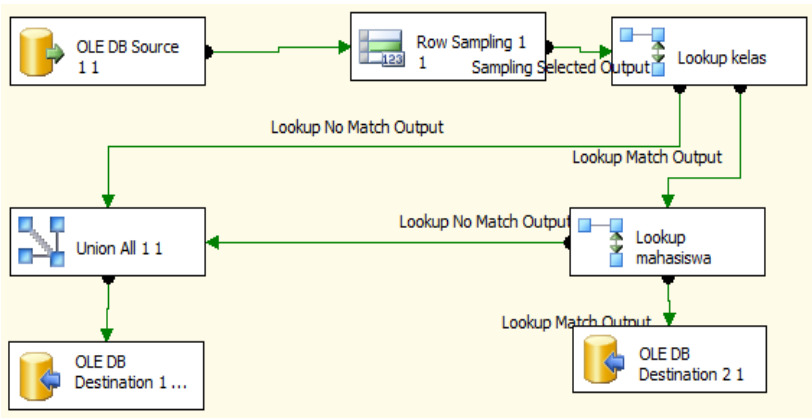 OLE DB Source
1 1
Row Sampling 1
1
123
Sampling Selected Output
Lookup kelas
Lookup No Match Output
Lookup Match Output
Union All 1 1
Lookup No Match Output
Lookup
mahasiswa
Lookup Match Output
OLE DB
Destination 1 ...
OLE DB
Destination 2 1